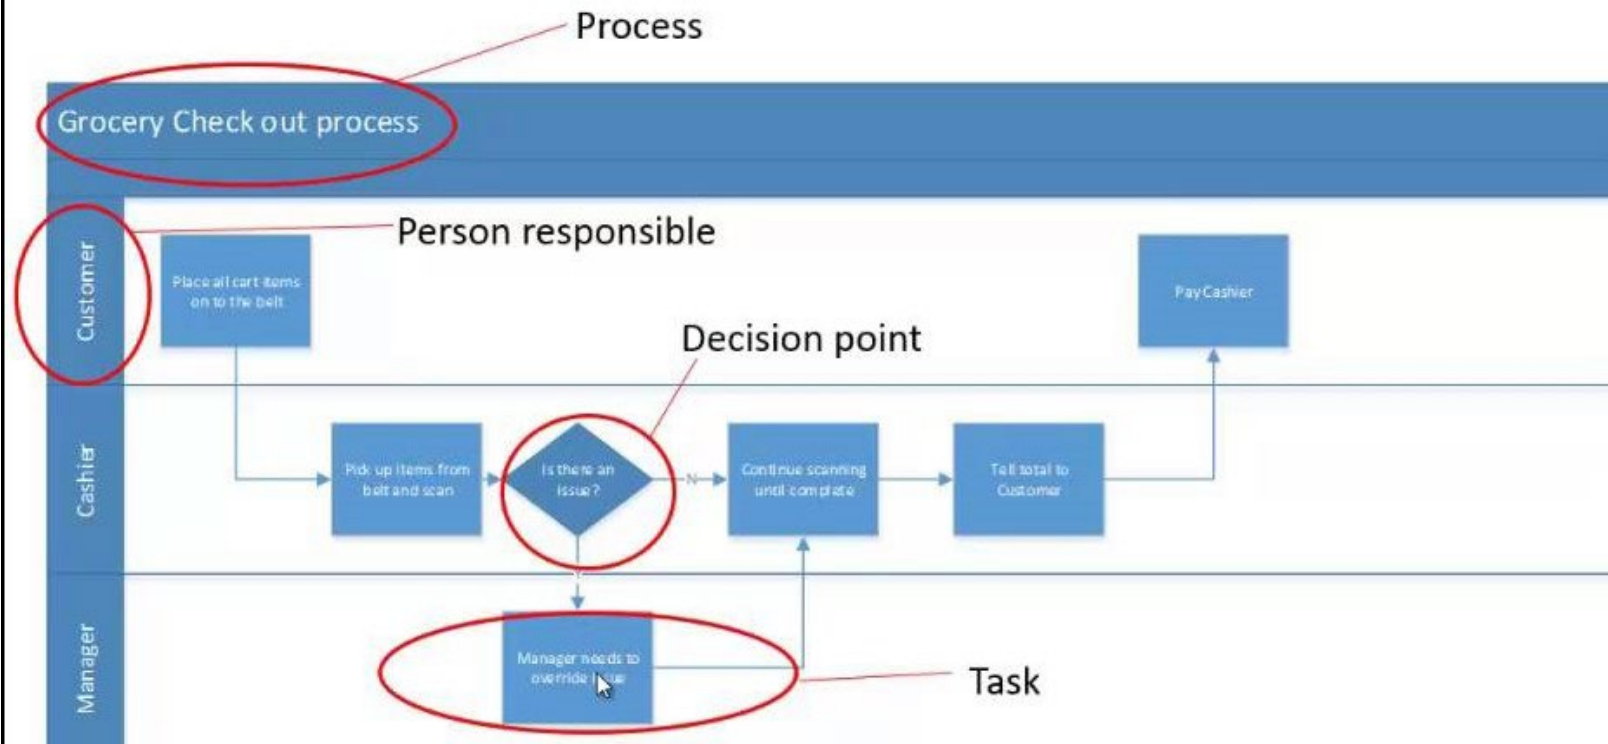 Process
Grocery Check out process
Customer
Person responsible
Place all cart items
on to the belt
Pay Cashier
Decision point
Cashier
Pick up items from
belt and scan
Is there an
issue?
N
Continue scanning
until complete
Tell total to
Customer
Manager
Manager needs to
override
Task